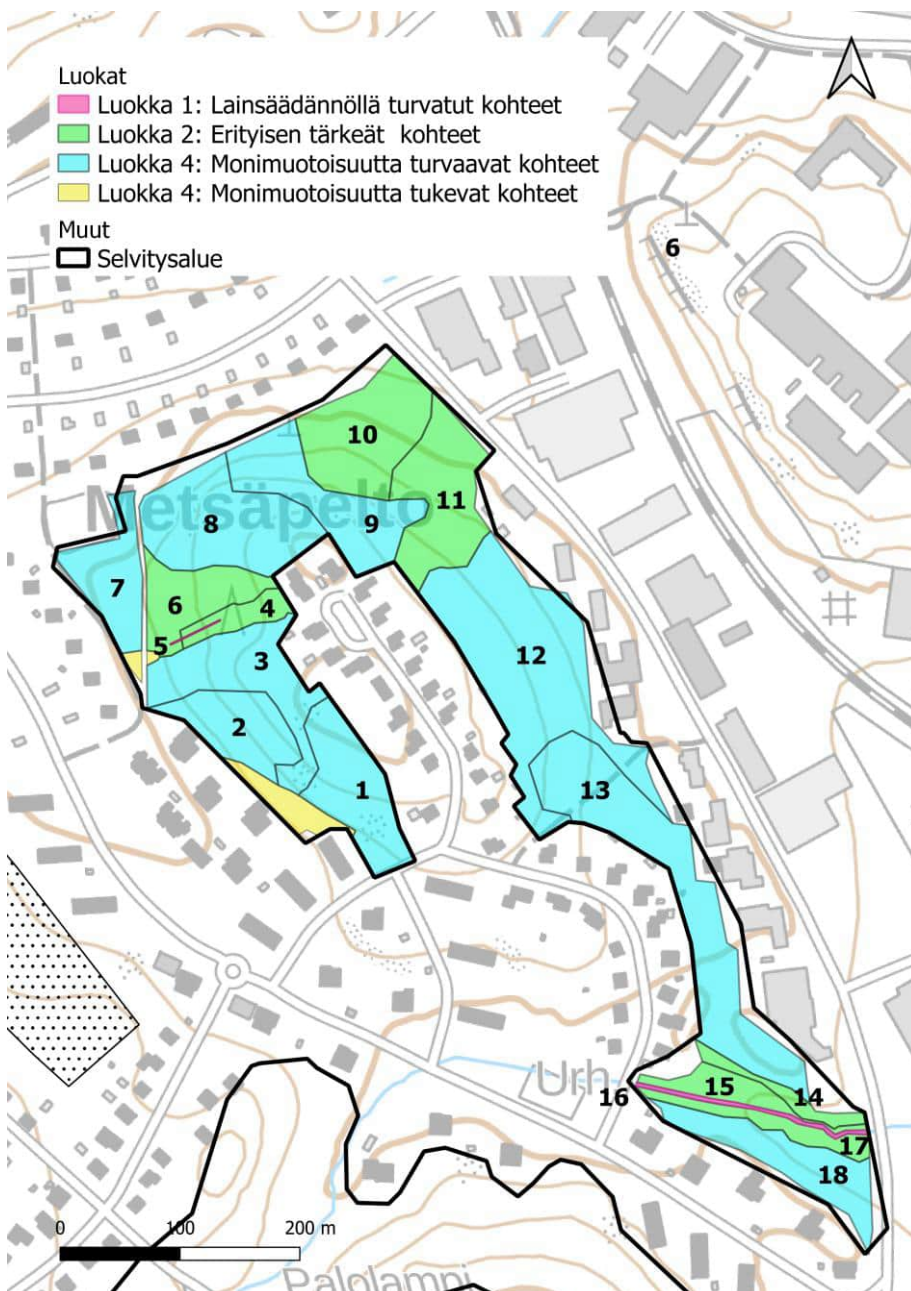 Luokat
Luokka 1: Lainsäädännöllä turvatut kohteet
Luokka 2: Erityisen tärkeät kohteet
Luokka 4: Monimuotoisuutta turvaavat kohteet
Luokka 4: Monimuotoisuutta tukevat kohteet
Muut
Selvitysalue
6
10
11
Metsäpelto
8
9
7
6
4
5
3
12
2
1
13
Urh
15
16
14
17
18
0 100 200 m
Palolampi